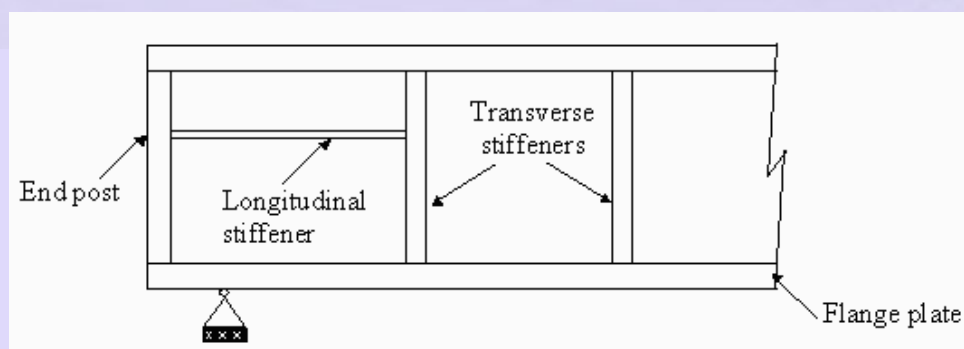 Transverse
stiffeners
End post
Longitudinal
stiffener
Flange plate